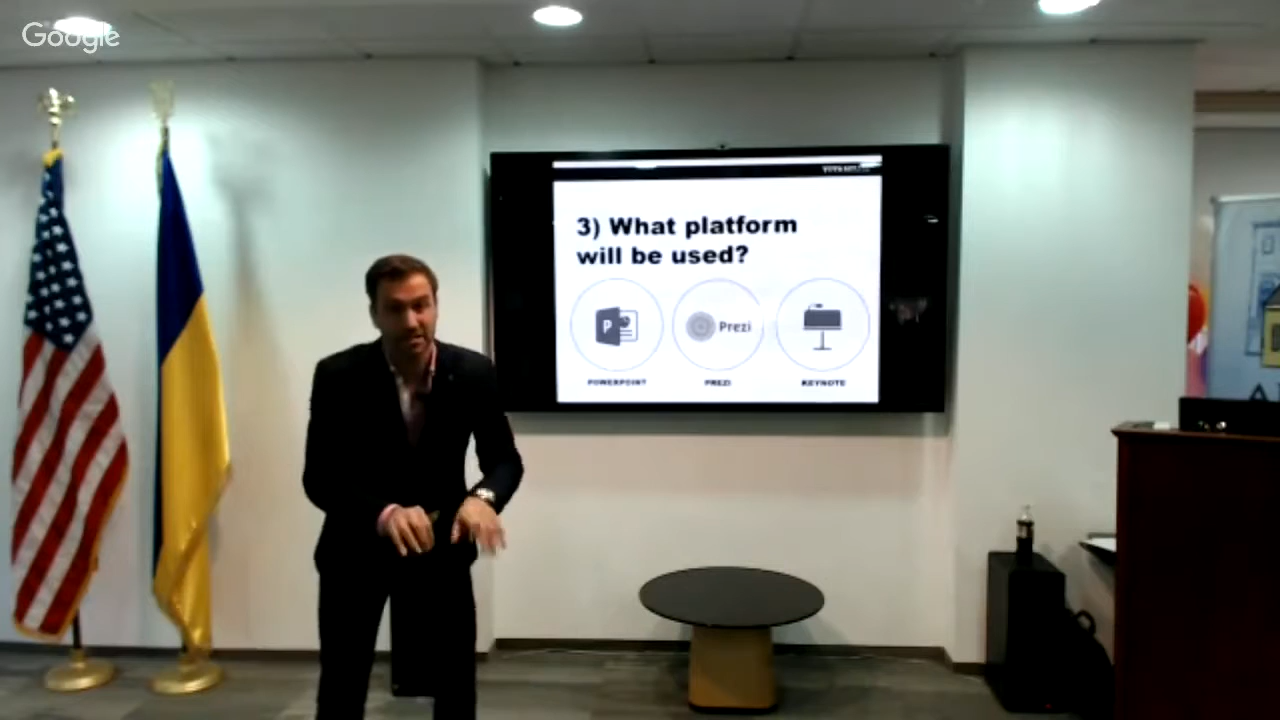 Google
3) What platform
will be used?
P
Prezi
POWERPOINT
PREZI
KEYNOTE